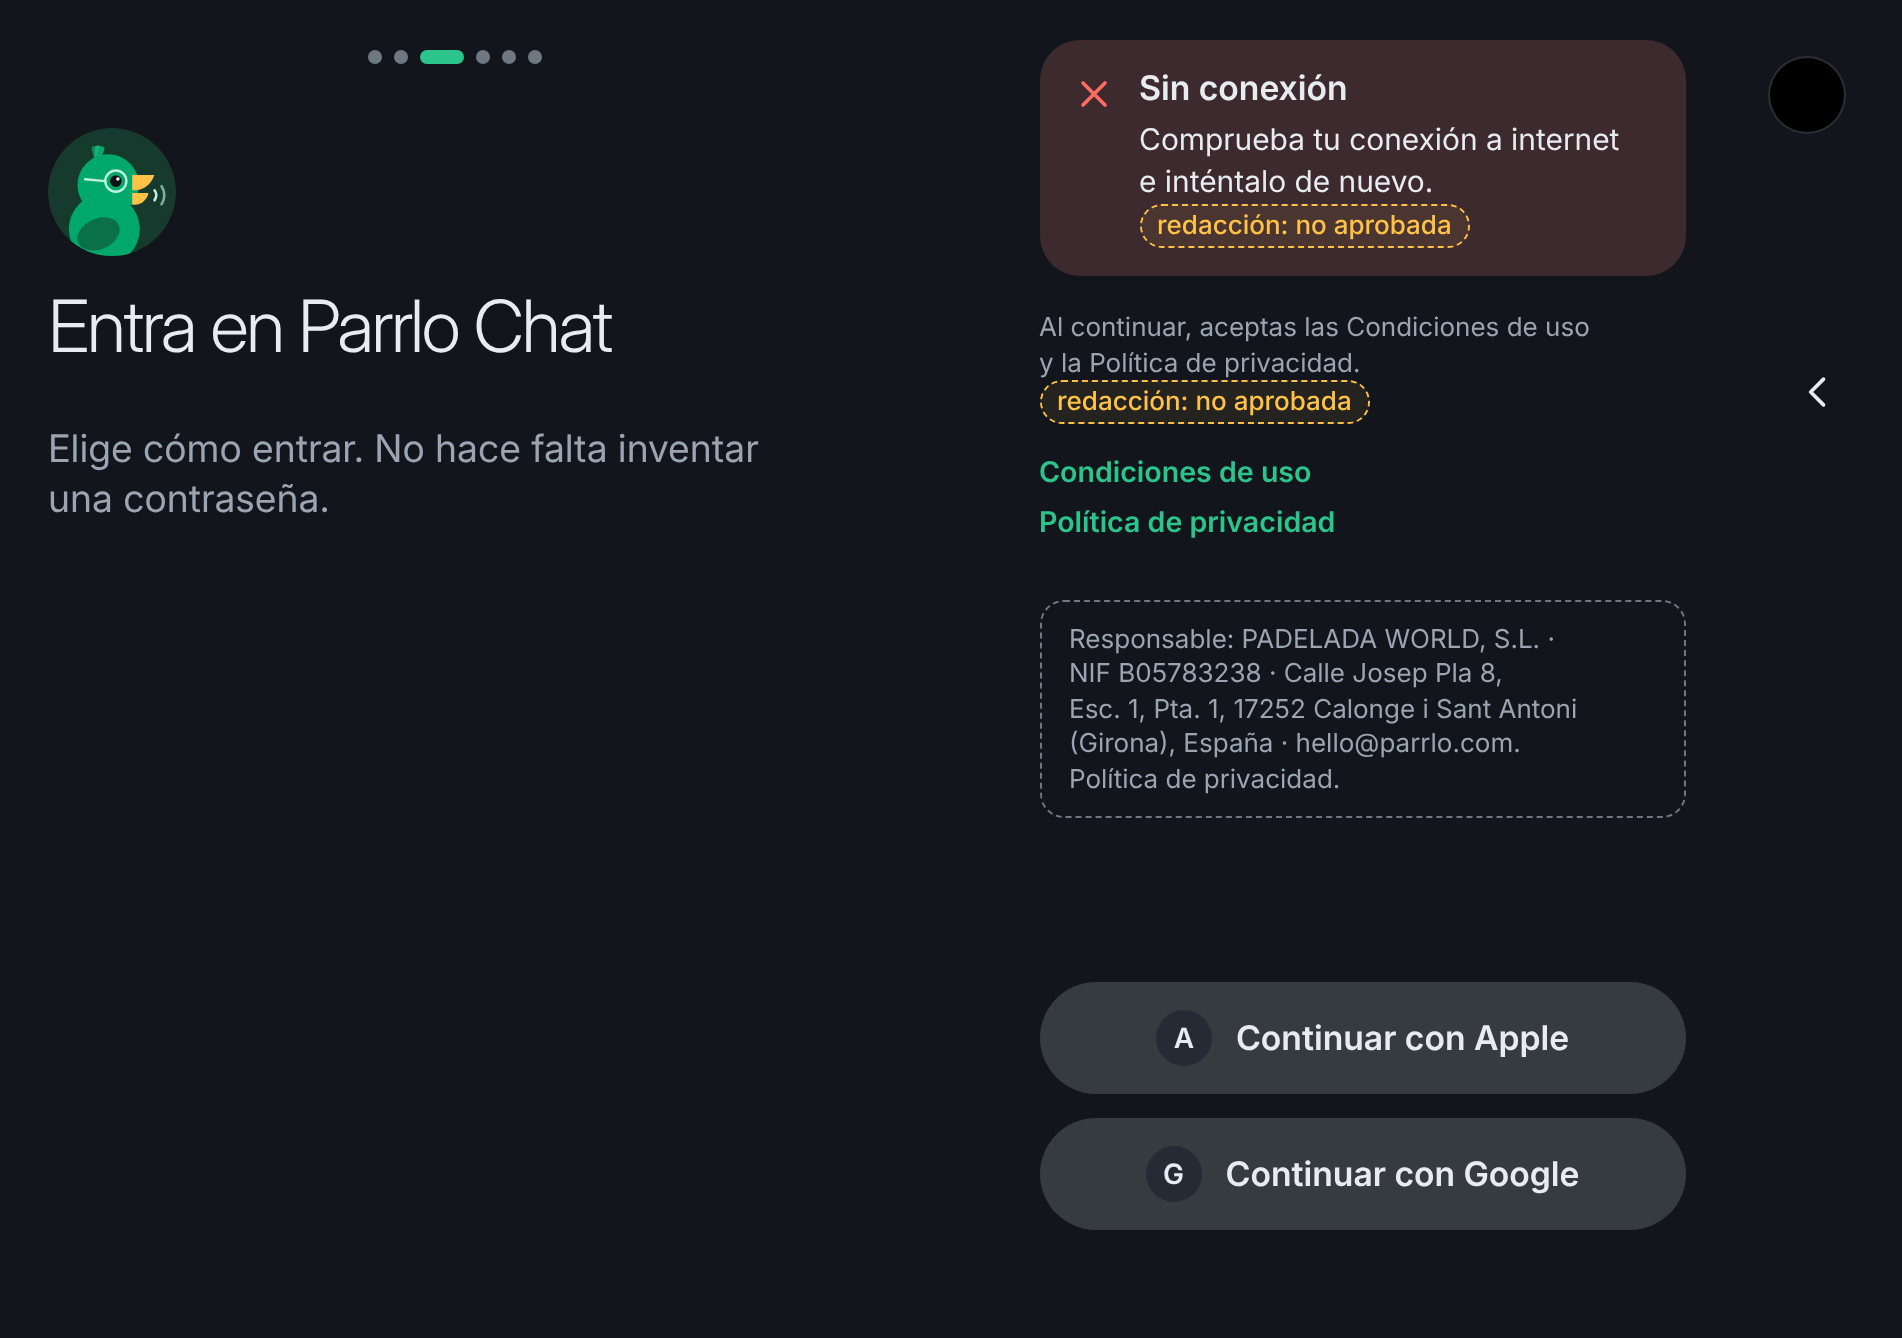 Entra en Parrlo Chat
Elige cómo entrar. No hace falta inventar
una contraseña.
Sin conexión
Comprueba tu conexión a internet
e inténtalo de nuevo.
redacción: no aprobada
Al continuar, aceptas las Condiciones de uso
y la Política de privacidad.
redacción: no aprobada
Condiciones de uso
Política de privacidad
Responsable: PADELADA WORLD, S.L. ·
NIF B05783238 · Calle Josep Pla 8,
Esc. 1, Pta. 1, 17252 Calonge i Sant Antoni
(Girona), España · hello@parrlo.com.
Política de privacidad.
A Continuar con Apple
G Continuar con Google